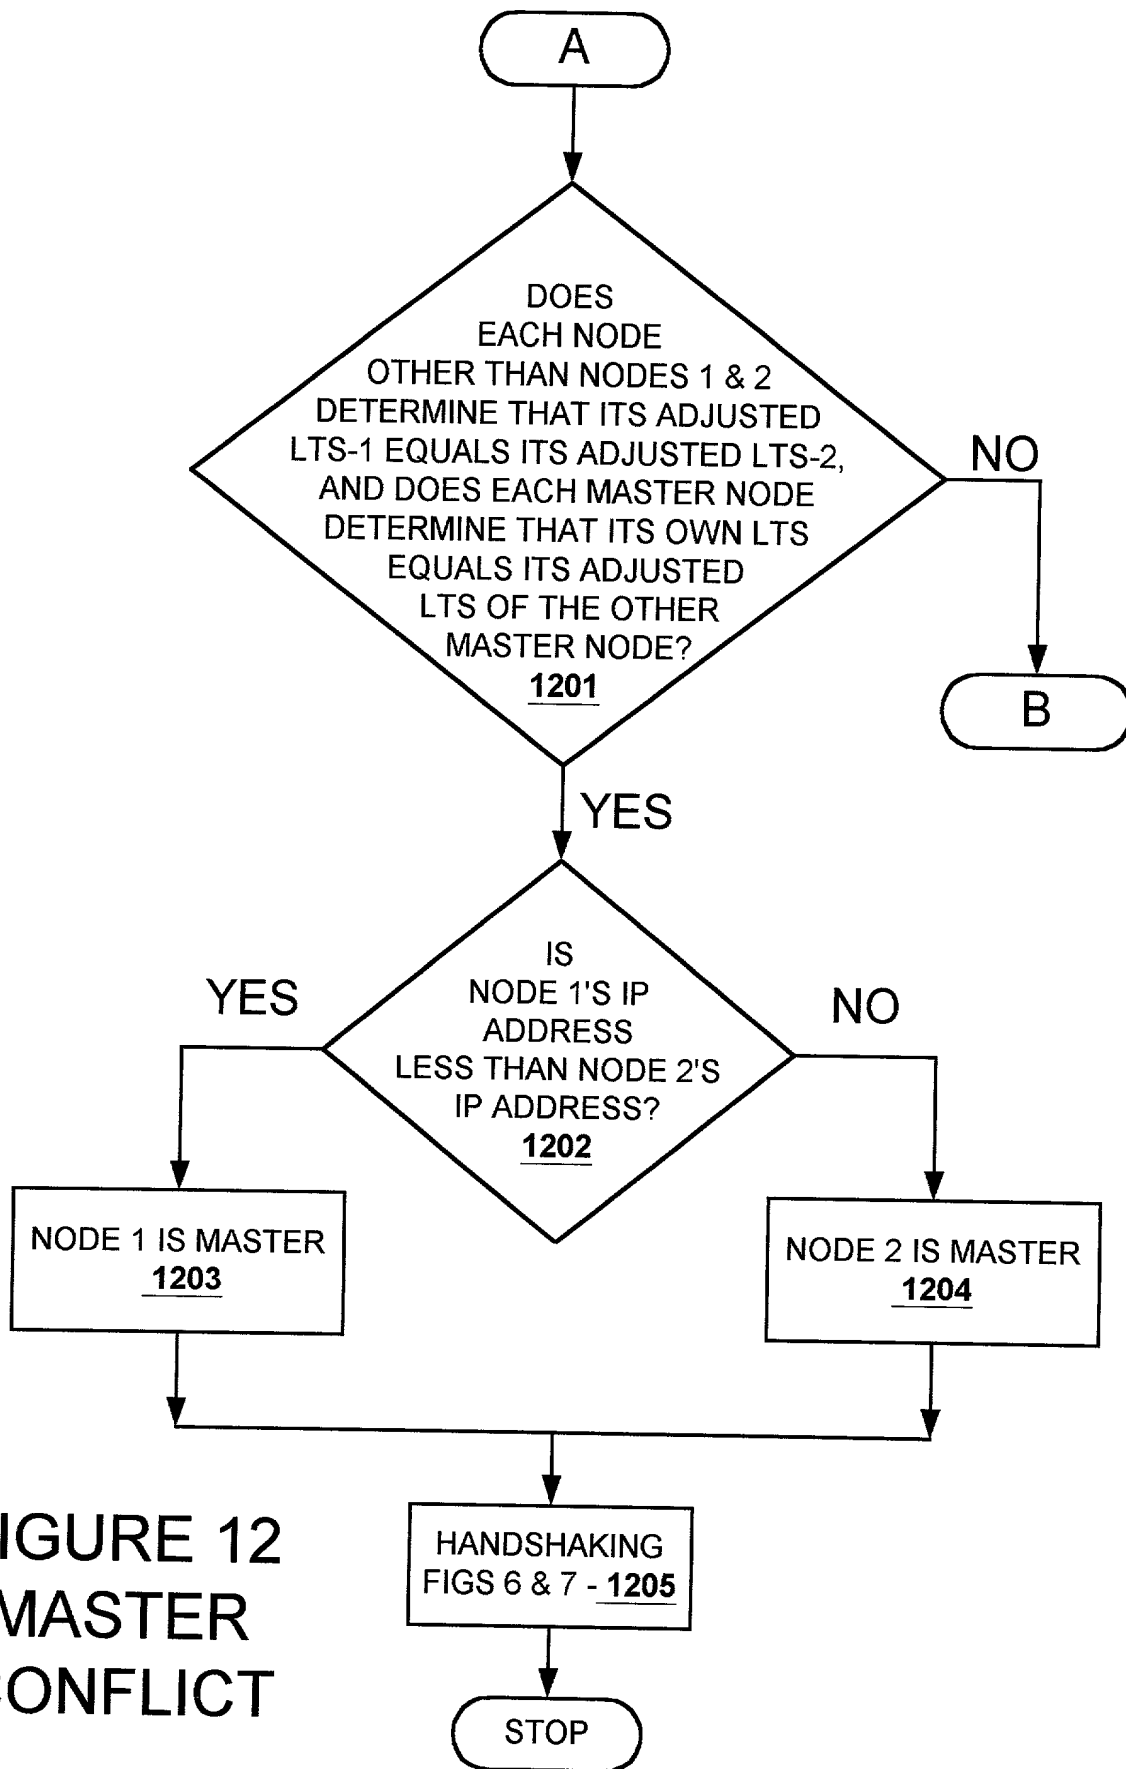 A
DOES
EACH NODE
OTHER THAN NODES 1 & 2
DETERMINE THAT ITS ADJUSTED
LTS-1 EQUALS ITS ADJUSTED LTS-2,
AND DOES EACH MASTER NODE
DETERMINE THAT ITS OWN LTS
EQUALS ITS ADJUSTED
LTS OF THE OTHER
MASTER NODE?
1201
NO
B
YES
IS
NODE 1'S IP
ADDRESS
LESS THAN NODE 2'S
IP ADDRESS?
1202
YES
NO
NODE 1 IS MASTER
1203
NODE 2 IS MASTER
1204
HANDSHAKING
FIGS 6 & 7 - 1205
STOP
IGURE 12
MASTER
CONFLICT